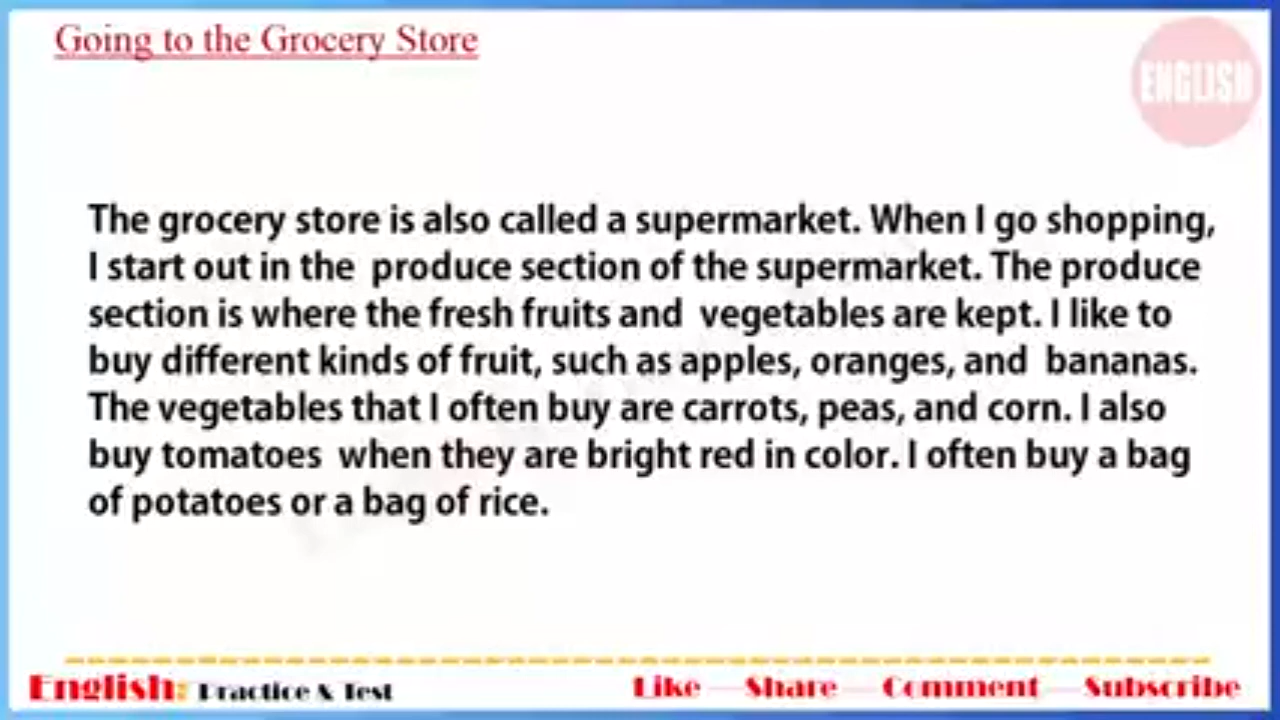 Going to the Grocery Store
ENGLISH
The grocery store is also called a supermarket. When I go shopping,
I start out in the produce section of the supermarket. The produce
section is where the fresh fruits and vegetables are kept. I like to
buy different kinds of fruit, such as apples, oranges, and bananas.
The vegetables that I often buy are carrots, peas, and corn. I also
buy tomatoes when they are bright red in color. I often buy a bag
of potatoes or a bag of rice.
English: Practice & Test
Like — Share — Comment — Subscribe